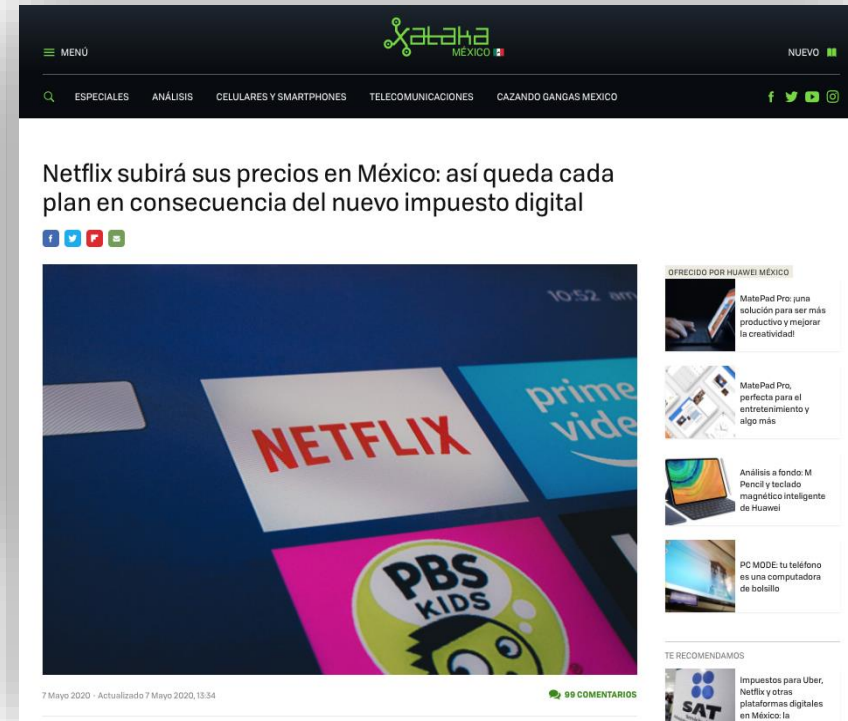 xataka
MÉXICO
MENÚ
NUEVO
ESPECIALES ANÁLISIS CELULARES Y SMARTPHONES TELECOMUNICACIONES CAZANDO GANGAS MEXICO
Netflix subirá sus precios en México: así queda cada
plan en consecuencia del nuevo impuesto digital
10:52 am
NETFLIX
prime
vide
PBS
KIDS
7 Mayo 2020 - Actualizado 7 Mayo 2020, 13:34
99 COMENTARIOS
OFRECIDO POR HUAWEI MÉXICO
MatePad Pro: ¡una
solución para ser más
productivo y mejorar
la creatividad!
MatePad Pro,
perfecta para el
entretenimiento y
algo más
Análisis a fondo: M
Pencil y teclado
magnético inteligente
de Huawei
PC MODE: tu teléfono
es una computadora
de bolsillo
TE RECOMENDAMOS
SAT
Impuestos para Uber,
Netflix y otras
plataformas digitales
en México: la